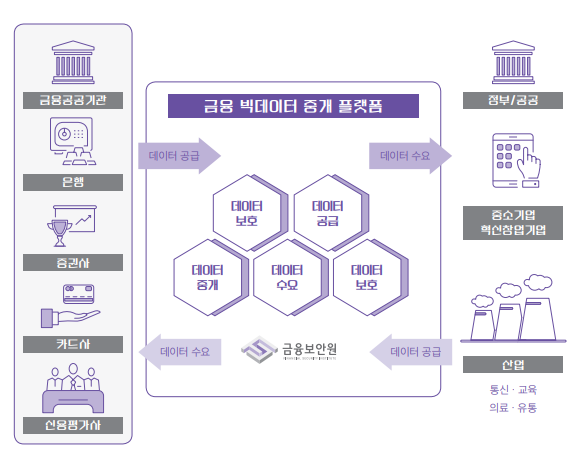 금융공공기관
은행
증권사
카드사
신용평가사
금융 빅데이터 중개 플랫폼
데이터 공급
데이터 수요
데이터
보호
데이터
공급
데이터
중개
데이터
수요
데이터
보호
데이터 수요
금융보안원
데이터 공급
정부/공공
중소기업
혁신창업기업
산업
통신 · 교육
의료 · 유통